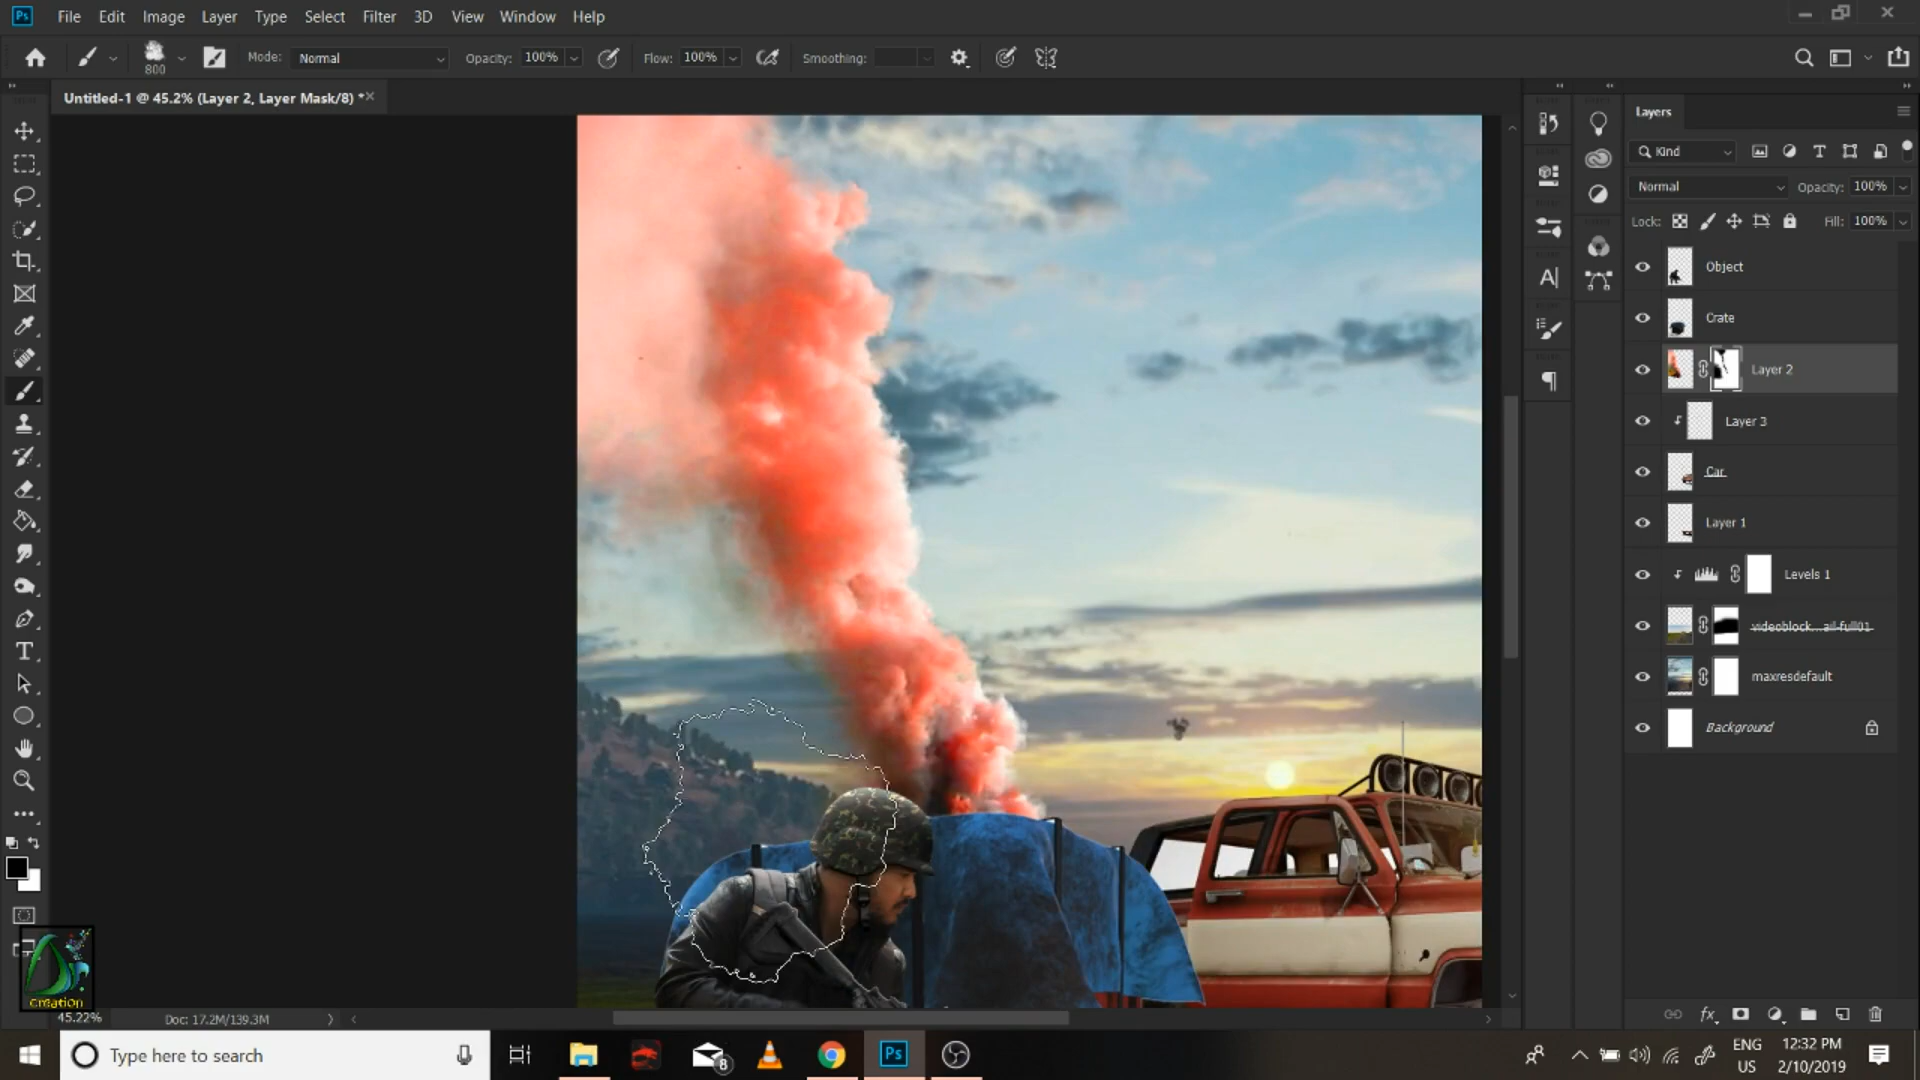 Ps
File Edit Image Layer Type Select Filter 3D View Window Help
800
Mode: Normal Opacity: 100% Flow: 100% Smoothing:
Untitled-1 @ 45.2% (Layer 2, Layer Mask/8) *
Layers
Kind
Normal Opacity: 100%
Lock: Fill: 100%
Object
Crate
Layer 2
Layer 3
Car
Layer 1
Levels 1
videoblock...ail-full01
maxresdefault
Background
creation
45.22% Doc: 17.2M/139.3M
Type here to search
8
Ps
ENG
US
12:32 PM
2/10/2019